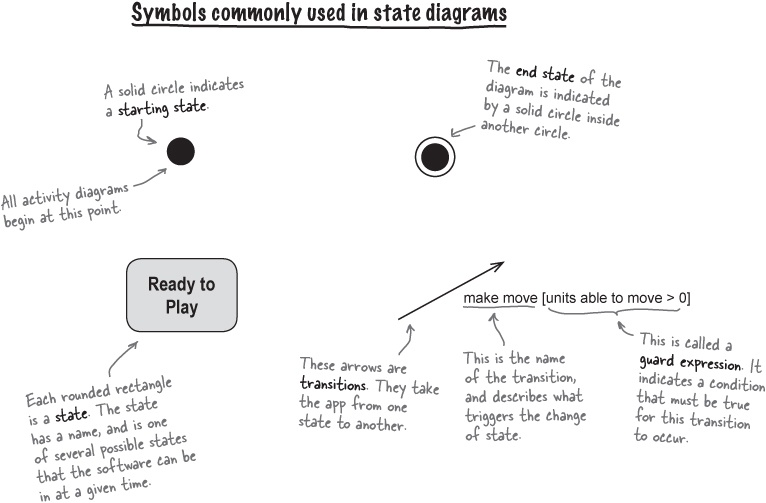 Symbols commonly used in state diagrams
A solid circle indicates
a starting state.
The end state of the
diagram is indicated
by a solid circle inside
another circle.
All activity diagrams
begin at this point.
Ready to
Play
make move [units able to move > 0]
Each rounded rectangle
is a state. The state
has a name, and is one
of several possible states
that the software can be
in at a given time.
These arrows are
transitions. They take
the app from one
state to another.
This is the name
of the transition,
and describes what
triggers the change
of state.
This is called a
guard expression. It
indicates a condition
that must be true
for this transition
to occur.